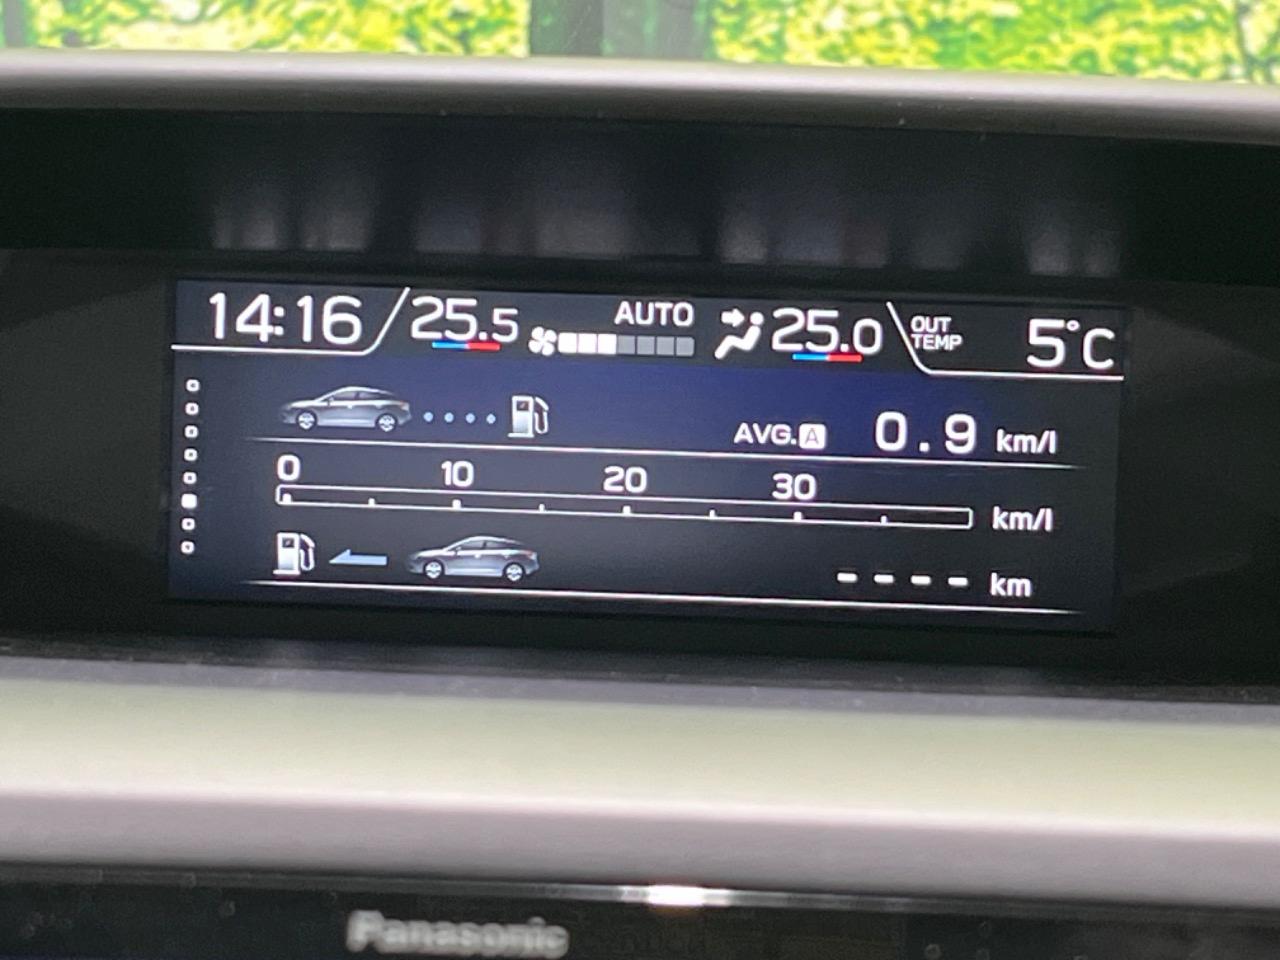 14:16 25.5 AUTO 25.0 OUT TEMP 5°C
AVG.A 0.9 km/l
0 10 20 30
km/l
---- km
Panasonic